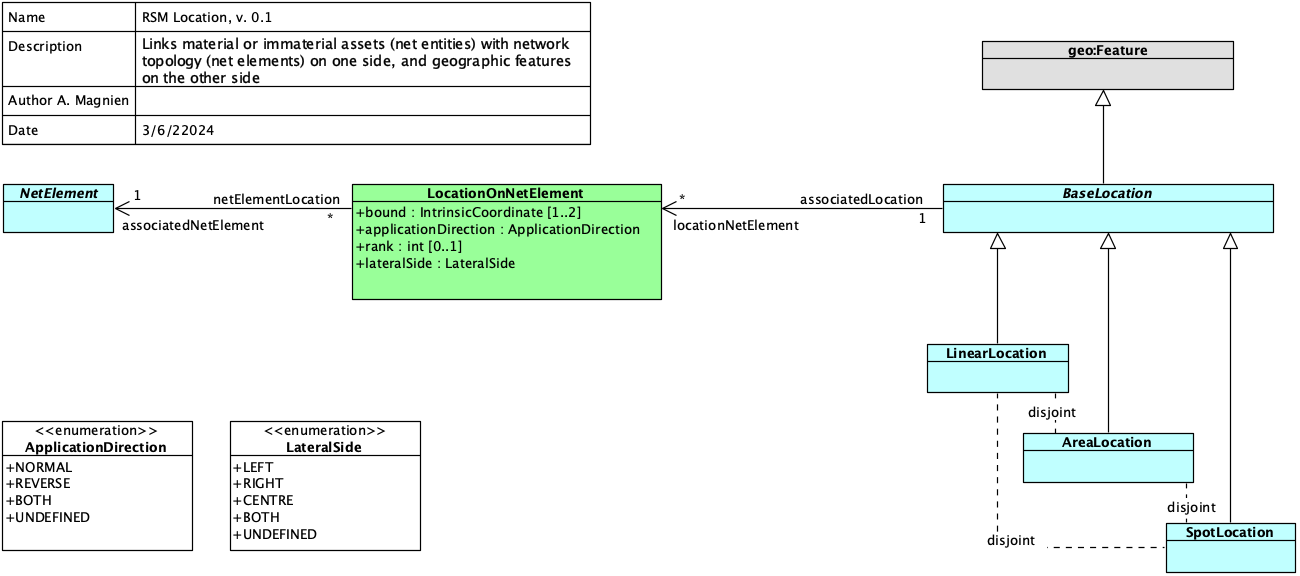 Name RSM Location, v. 0.1
Description Links material or immaterial assets (net entities) with network
topology (net elements) on one side, and geographic features
on the other side
Author A. Magnien
Date 3/6/22024
geo:Feature
NetElement
1
netElementLocation
*
associatedNetElement
LocationOnNetElement
+bound : IntrinsicCoordinate [1..2]
+applicationDirection : ApplicationDirection
+rank : int [0..1]
+lateralSide : LateralSide
*
associatedLocation
locationNetElement
1
BaseLocation
LinearLocation
disjoint
AreaLocation
disjoint
SpotLocation
disjoint
<<enumeration>>
ApplicationDirection
+NORMAL
+REVERSE
+BOTH
+UNDEFINED
<<enumeration>>
LateralSide
+LEFT
+RIGHT
+CENTRE
+BOTH
+UNDEFINED